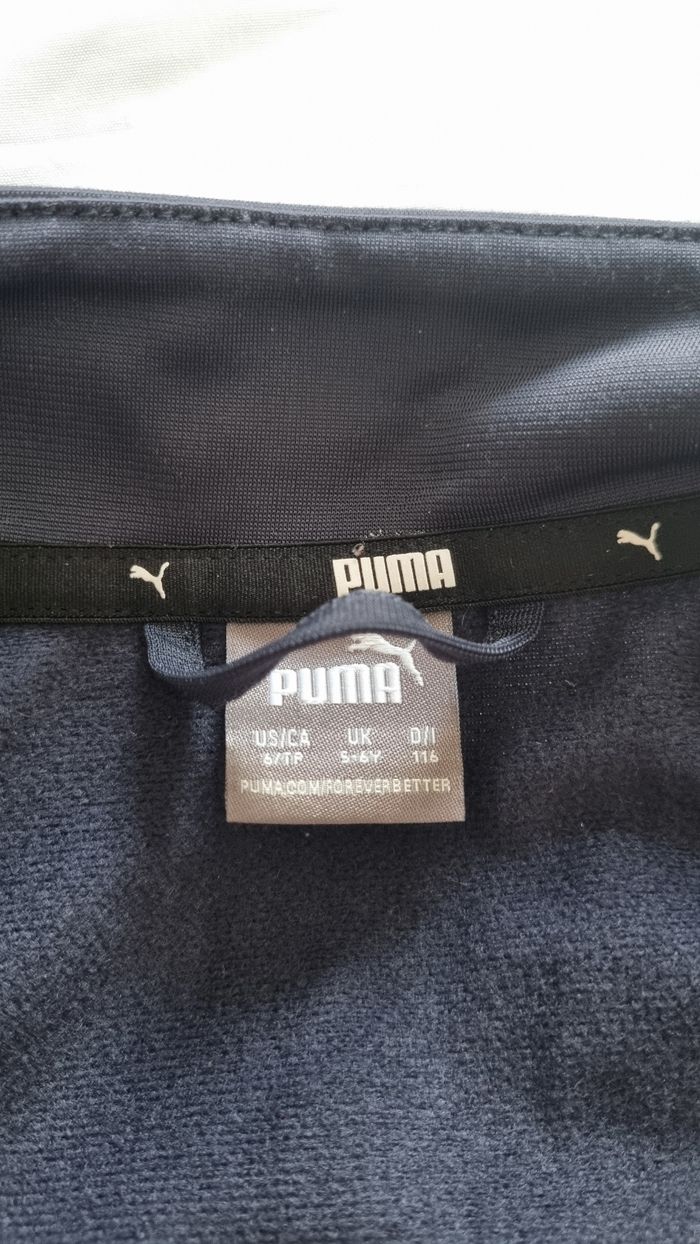 PUMA
PUMA
US/CA UK D/I
6/TP 5-6Y 116
PUMA.COM/FOREVERBETTER